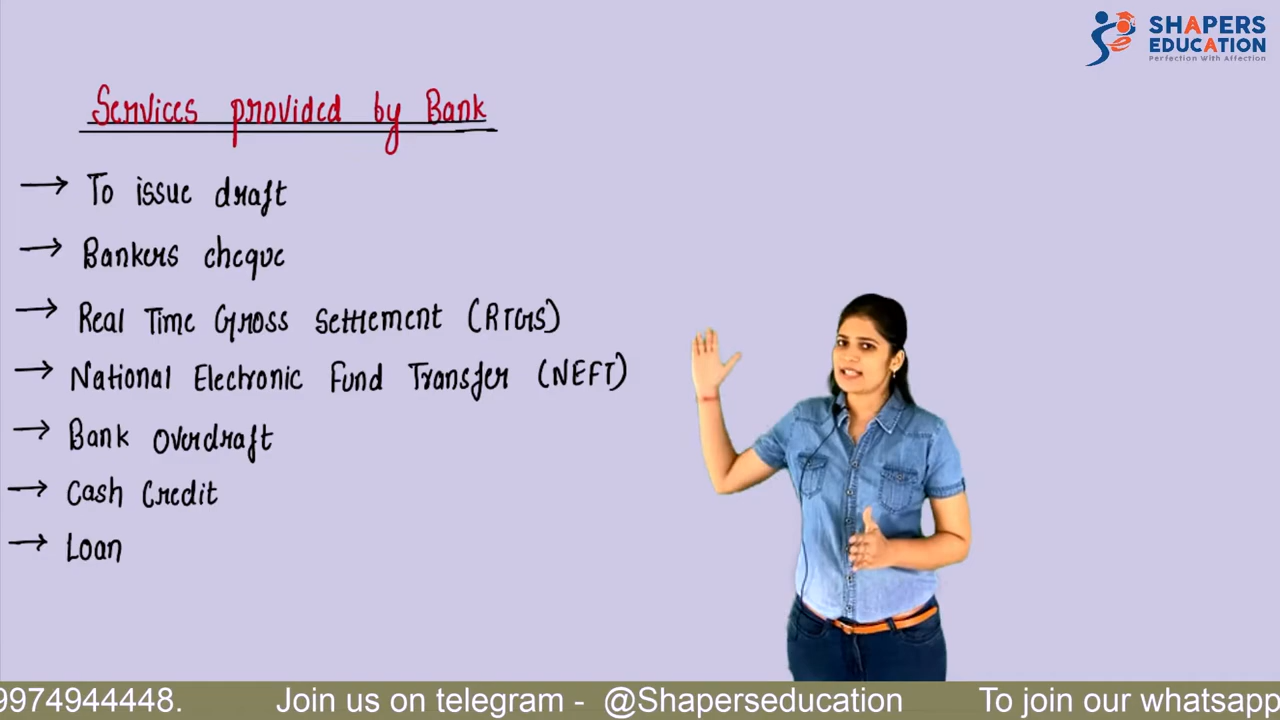 SHAPERS
EDUCATION
Perfection With Affection
Services provided by Bank
→ To issue draft
→ Bankers cheque
→ Real Time Gross Settlement (RTGS)
→ National Electronic Fund Transfer (NEFT)
→ Bank overdraft
→ Cash Credit
→ Loan
9974944448. Join us on telegram - @Shaperseducation To join our whatsapp